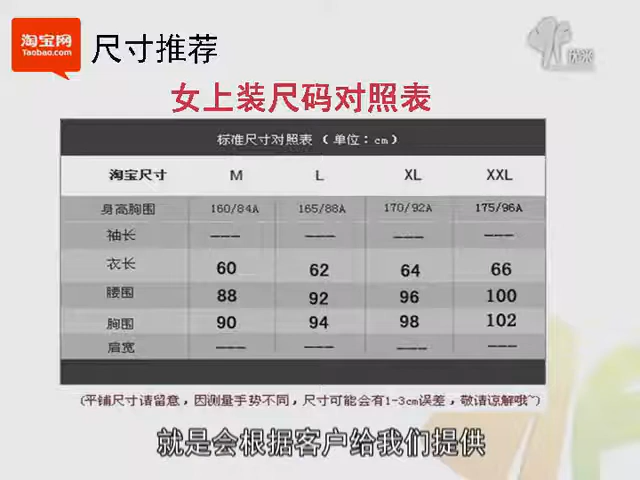 淘宝网
Taobao.com
尺寸推荐
优米
女上装尺码对照表
标准尺寸对照表（单位：cm）
淘宝尺寸 M L XL XXL
身高胸围 160/84A 165/88A 170/92A 175/96A
袖长 --- --- --- ---
衣长 60 62 64 66
腰围 88 92 96 100
胸围 90 94 98 102
肩宽 --- --- --- ---
(平铺尺寸请留意，因测量手势不同，尺寸可能会有1-3cm误差，敬请谅解哦~)
就是会根据客户给我们提供